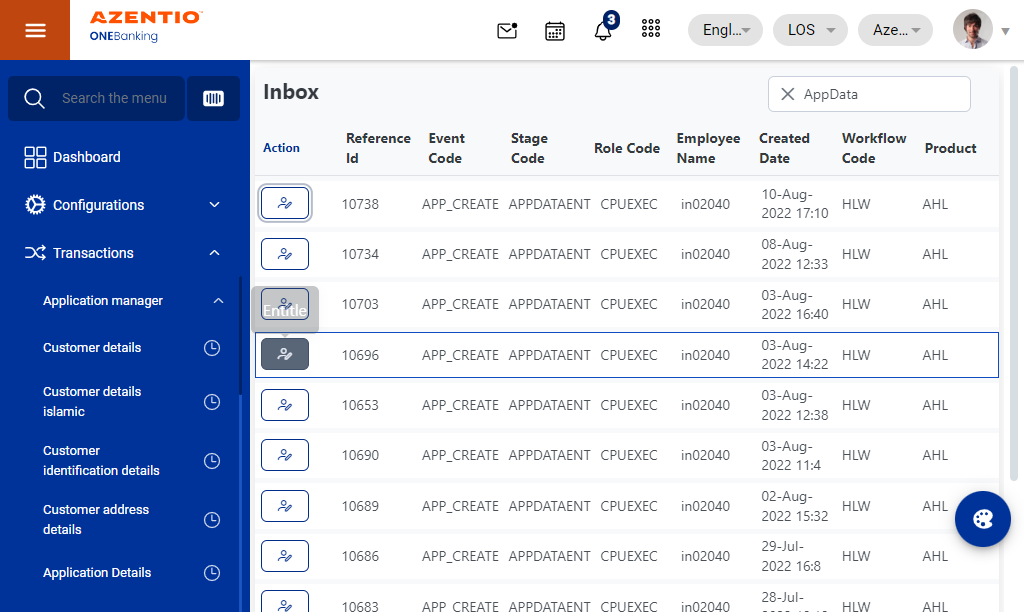 AZENTIO
ONEBanking
3
Engl...
LOS
Aze...
Search the menu
Dashboard
Configurations
Transactions
Application manager
Customer details
Customer details
islamic
Customer
identification details
Customer address
details
Application Details
Inbox
AppData
Action Reference Id Event Code Stage Code Role Code Employee Name Created Date Workflow Code Product
10738 APP_CREATE APPDATAENT CPUEXEC in02040 10-Aug-2022 17:10 HLW AHL
10734 APP_CREATE APPDATAENT CPUEXEC in02040 08-Aug-2022 12:33 HLW AHL
10703 APP_CREATE APPDATAENT CPUEXEC in02040 03-Aug-2022 16:40 HLW AHL
Entitle
10696 APP_CREATE APPDATAENT CPUEXEC in02040 03-Aug-2022 14:22 HLW AHL
10653 APP_CREATE APPDATAENT CPUEXEC in02040 03-Aug-2022 12:38 HLW AHL
10690 APP_CREATE APPDATAENT CPUEXEC in02040 03-Aug-2022 11:4 HLW AHL
10689 APP_CREATE APPDATAENT CPUEXEC in02040 02-Aug-2022 15:32 HLW AHL
10686 APP_CREATE APPDATAENT CPUEXEC in02040 29-Jul-2022 16:8 HLW AHL
10683 APP_CREATE APPDATAENT CPUEXEC in02040 28-Jul- HLW AHL